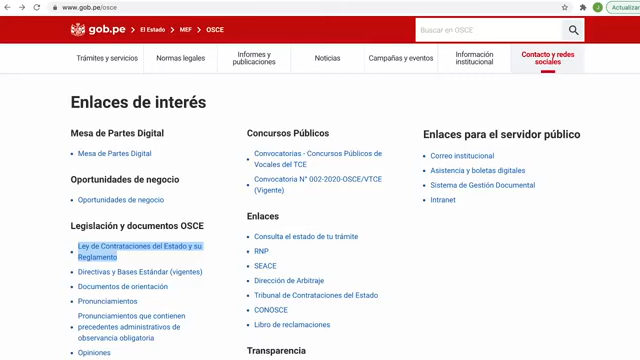 www.gob.pe/osce
J
Actualizar
gob.pe
El Estado
MEF
OSCE
Buscar en OSCE
Trámites y servicios
Normas legales
Informes y
publicaciones
Noticias
Campañas y eventos
Información
institucional
Contacto y redes
sociales
Enlaces de interés
Mesa de Partes Digital
Mesa de Partes Digital
Oportunidades de negocio
Oportunidades de negocio
Legislación y documentos OSCE
Ley de Contrataciones del Estado y su
Reglamento
Directivas y Bases Estándar (vigentes)
Documentos de orientación
Pronunciamientos
Pronunciamientos que contienen
precedentes administrativos de
observancia obligatoria
Opiniones
Concursos Públicos
Convocatorias - Concursos Públicos de
Vocales del TCE
Convocatoria N° 002-2020-OSCE/VTCE
(Vigente)
Enlaces
Consulta el estado de tu trámite
RNP
SEACE
Dirección de Arbitraje
Tribunal de Contrataciones del Estado
CONOSCE
Libro de reclamaciones
Transparencia
Enlaces para el servidor público
Correo institucional
Asistencia y boletas digitales
Sistema de Gestión Documental
Intranet